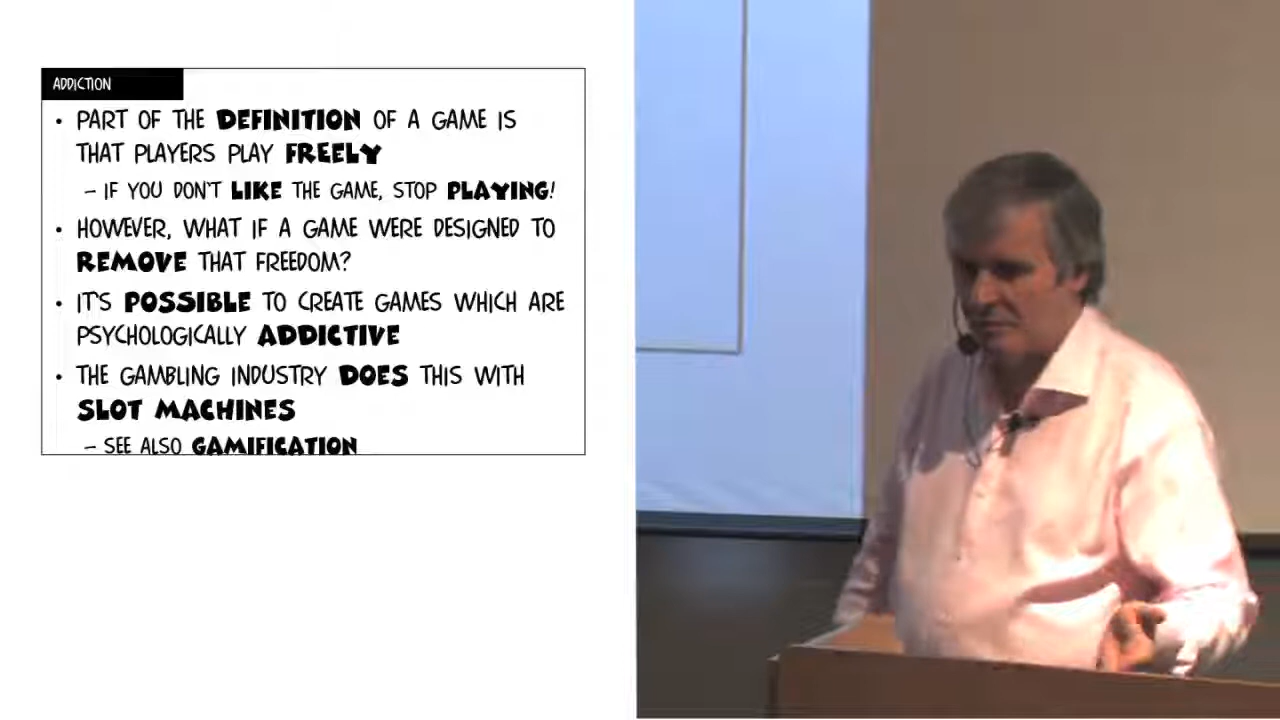 ADDICTION
• PART OF THE DEFINITION OF A GAME IS
THAT PLAYERS PLAY FREELY
– IF YOU DON'T LIKE THE GAME, STOP PLAYING!
• HOWEVER, WHAT IF A GAME WERE DESIGNED TO
REMOVE THAT FREEDOM?
• IT'S POSSIBLE TO CREATE GAMES WHICH ARE
PSYCHOLOGICALLY ADDICTIVE
• THE GAMBLING INDUSTRY DOES THIS WITH
SLOT MACHINES
– SEE ALSO GAMIFICATION